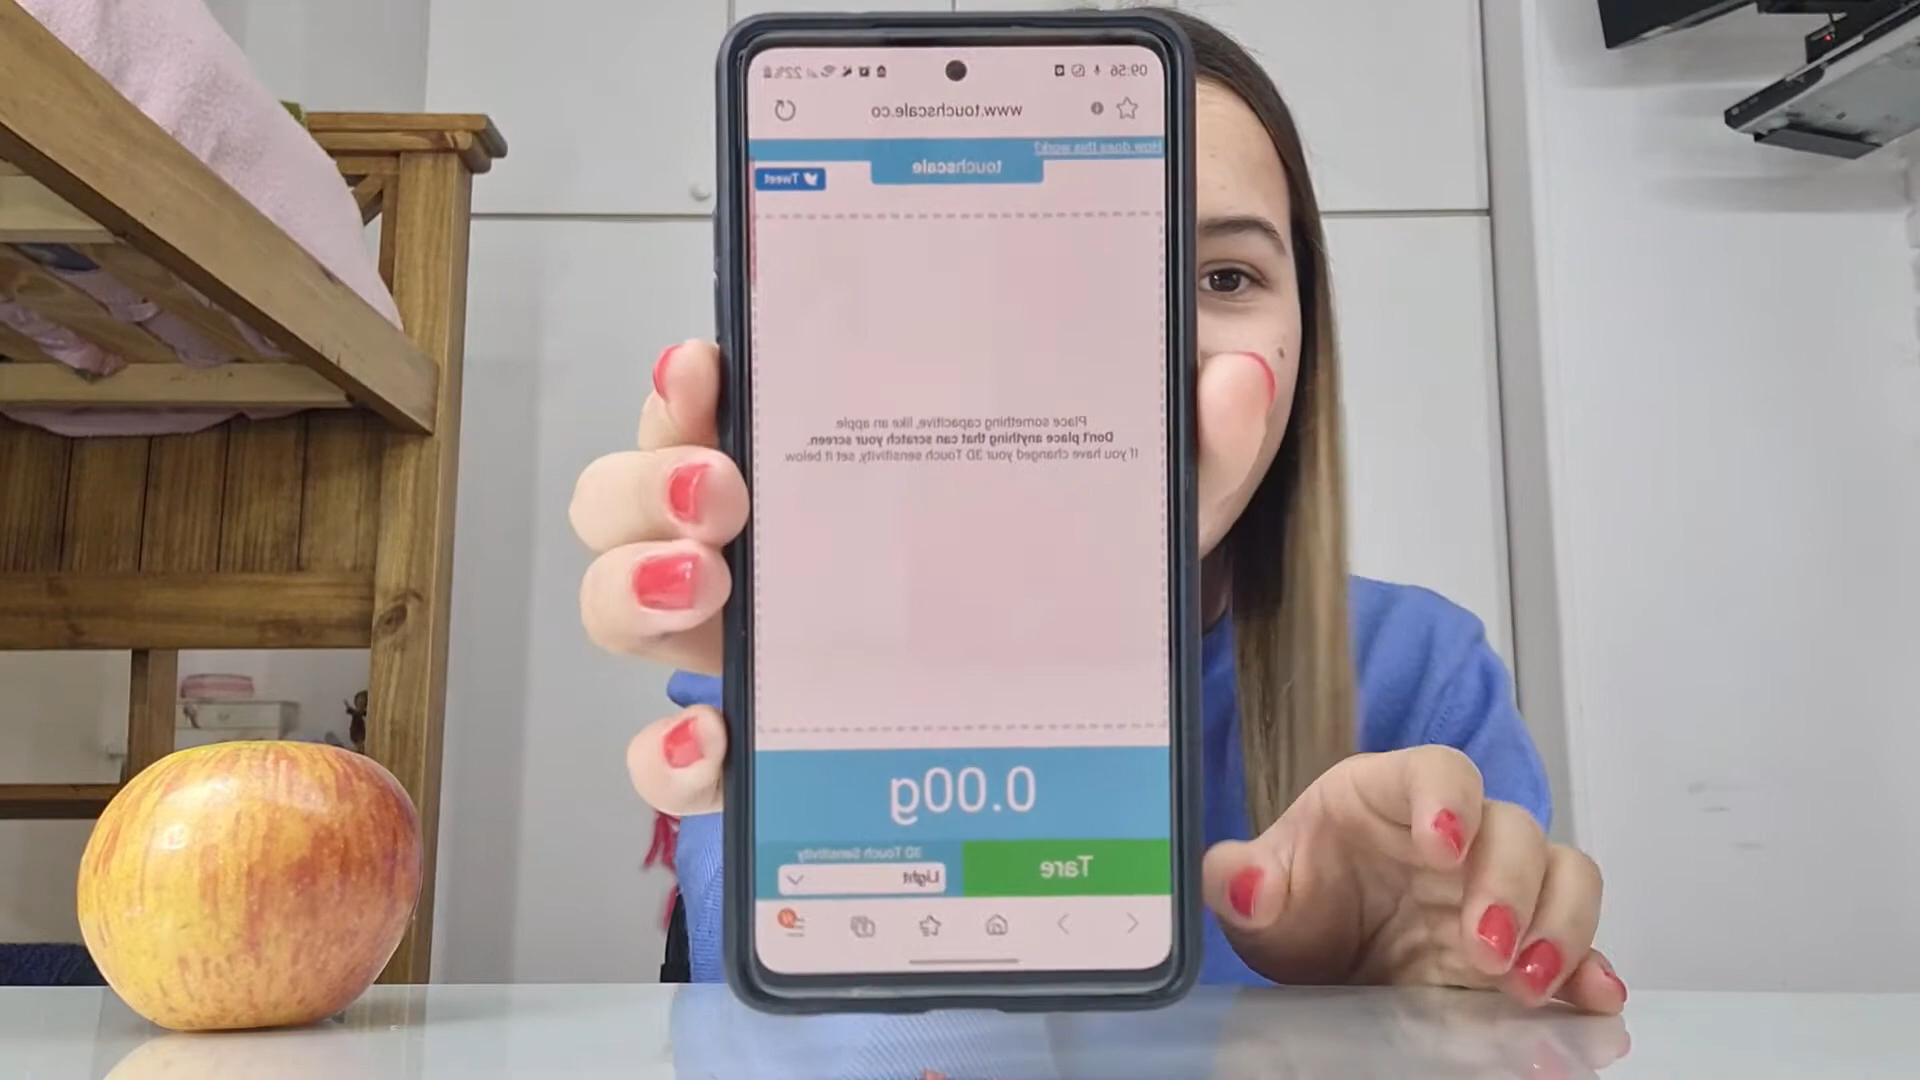 09:56 22%
www.touchscale.co
How does this work?
touchscale
Tweet
Place something capacitive, like an apple.
Don't place anything that can scratch your screen.
If you have changed your 3D Touch sensitivity, set it below
0.00g
Tare
3D Touch Sensitivity
Light